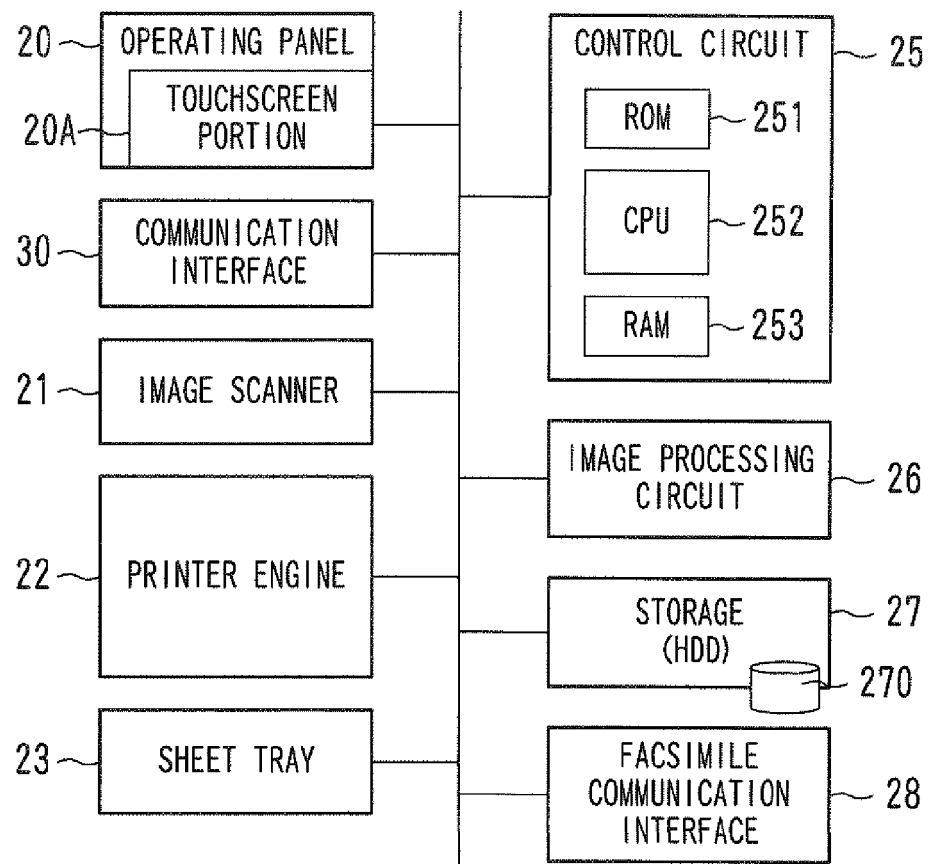 20
OPERATING PANEL
20A
TOUCHSCREEN
PORTION
30
COMMUNICATION
INTERFACE
21
IMAGE SCANNER
22
PRINTER ENGINE
23
SHEET TRAY
CONTROL CIRCUIT
25
ROM
251
CPU
252
RAM
253
IMAGE PROCESSING
CIRCUIT
26
STORAGE
(HDD)
27
270
FACSIMILE
COMMUNICATION
INTERFACE
28